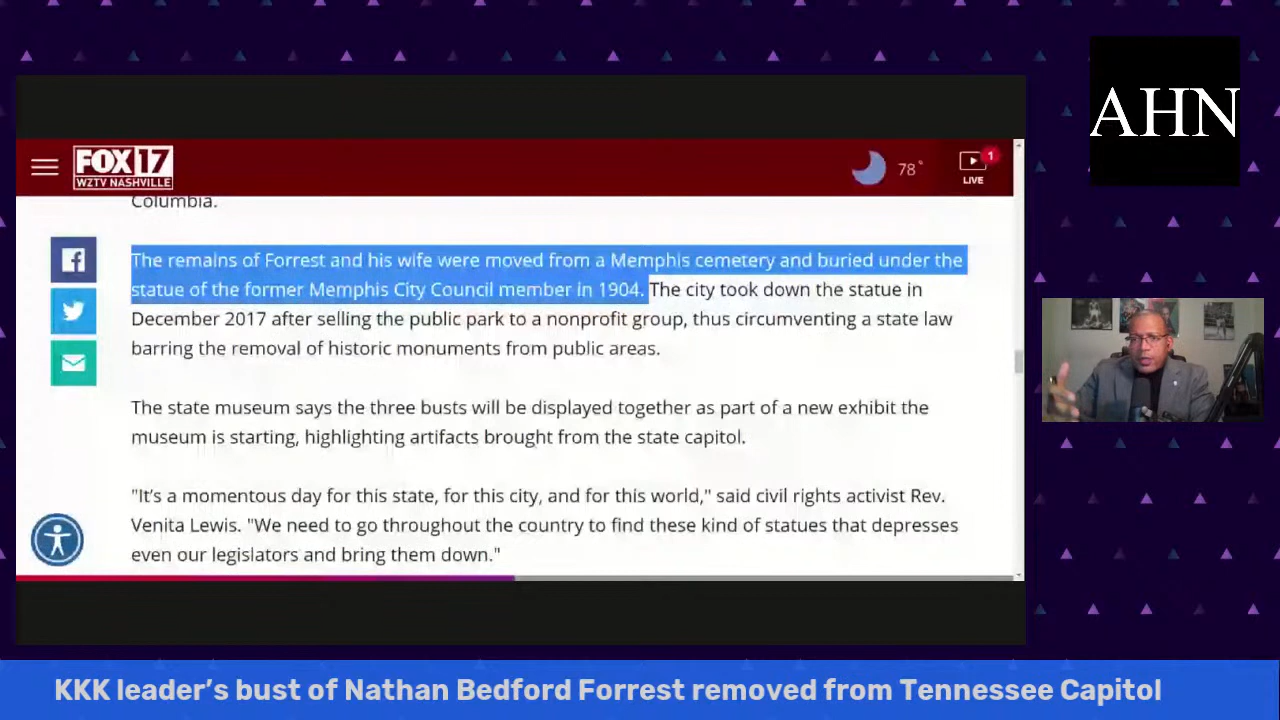 AHN
FOX 17
WZTV NASHVILLE
78°
1
LIVE
Columbia.
The remains of Forrest and his wife were moved from a Memphis cemetery and buried under the
statue of the former Memphis City Council member in 1904. The city took down the statue in
December 2017 after selling the public park to a nonprofit group, thus circumventing a state law
barring the removal of historic monuments from public areas.
The state museum says the three busts will be displayed together as part of a new exhibit the
museum is starting, highlighting artifacts brought from the state capitol.
"It's a momentous day for this state, for this city, and for this world," said civil rights activist Rev.
Venita Lewis. "We need to go throughout the country to find these kind of statues that depresses
even our legislators and bring them down."
KKK leader's bust of Nathan Bedford Forrest removed from Tennessee Capitol